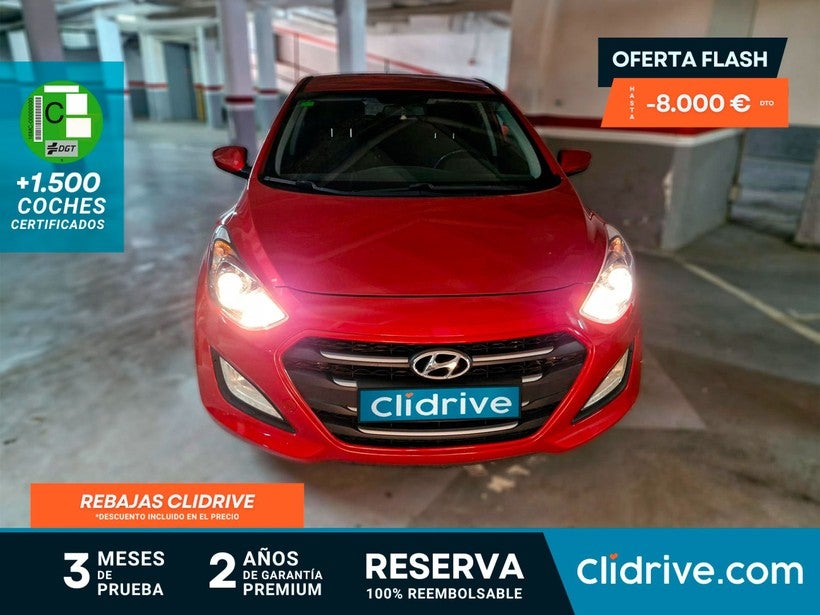 C
DGT
+1.500
COCHES
CERTIFICADOS
OFERTA FLASH
HASTA
-8.000 €
DTO
Clidrive
REBAJAS CLIDRIVE
*DESCUENTO INCLUIDO EN EL PRECIO
3 MESES
DE
PRUEBA
2 AÑOS
DE GARANTÍA
PREMIUM
RESERVA
100% REEMBOLSABLE
Clidrive.com